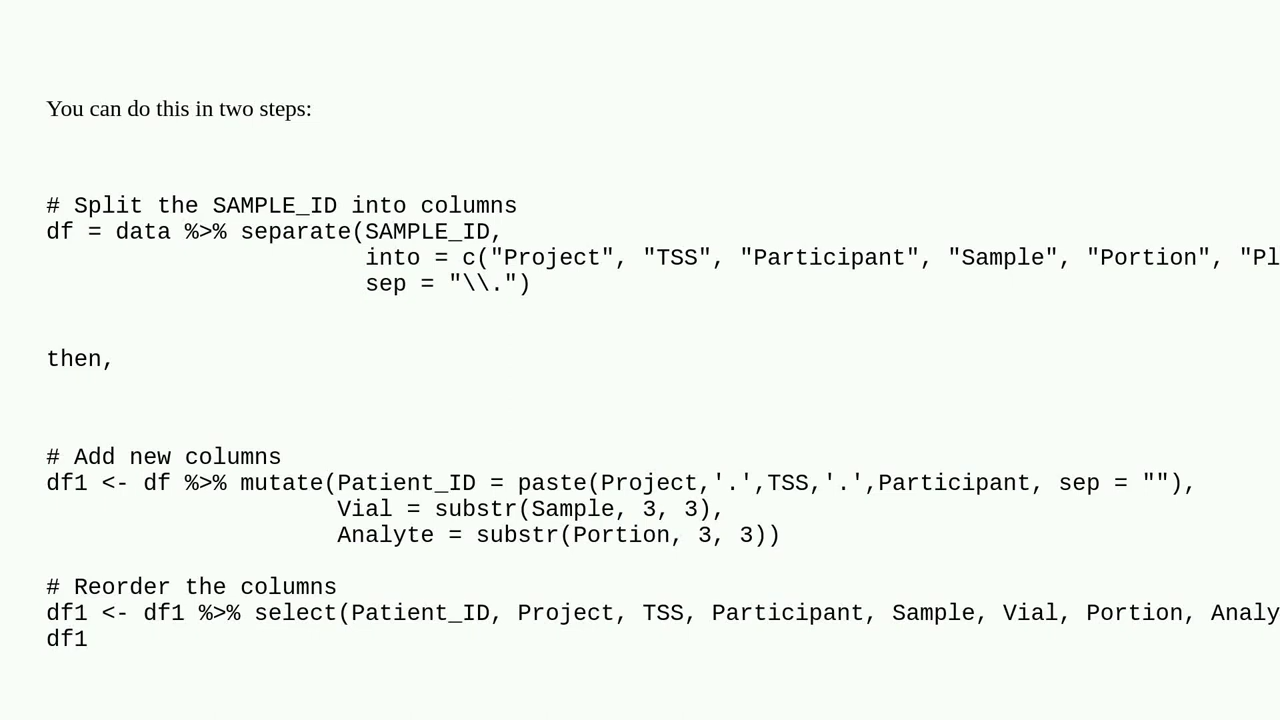 You can do this in two steps:
# Split the SAMPLE_ID into columns
df = data %>% separate(SAMPLE_ID,
into = c("Project", "TSS", "Participant", "Sample", "Portion", "Pl
sep = "\\.")
then,
# Add new columns
df1 <- df %>% mutate(Patient_ID = paste(Project,'.',TSS,'.',Participant, sep = ""),
Vial = substr(Sample, 3, 3),
Analyte = substr(Portion, 3, 3))
# Reorder the columns
df1 <- df1 %>% select(Patient_ID, Project, TSS, Participant, Sample, Vial, Portion, Analy
df1